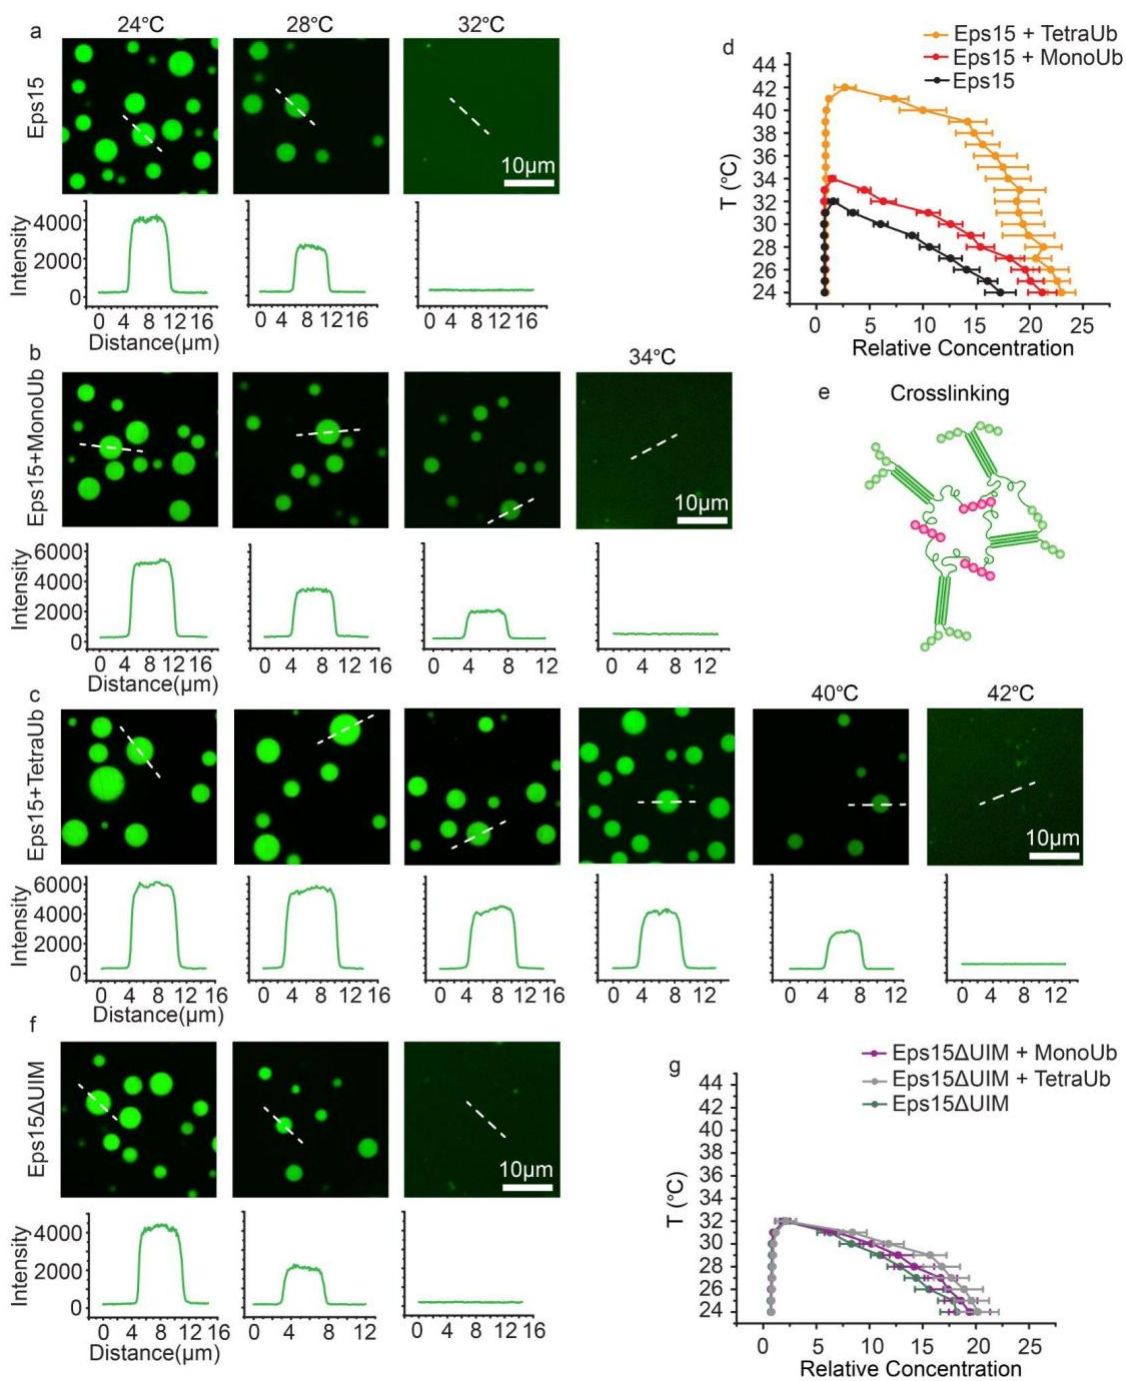 a
24°C 28°C 32°C
Eps15
10µm
Intensity
4000
2000
0
0 4 8 12 16
0 4 8 12 16
0 4 8 12 16
Distance(µm)
d
Eps15 + TetraUb
Eps15 + MonoUb
Eps15
T (°C)
44
42
40
38
36
34
32
30
28
26
24
0 5 10 15 20 25
Relative Concentration
b
34°C
Eps15+MonoUb
10µm
Intensity
6000
4000
2000
0
0 4 8 12 16
0 4 8 12 16
0 4 8 12
0 4 8 12
Distance(µm)
e
Crosslinking
c
40°C 42°C
Eps15+TetraUb
10µm
Intensity
6000
4000
2000
0
0 4 8 12 16
0 4 8 12 16
0 4 8 12 16
0 4 8 12
0 4 8 12
0 4 8 12
Distance(µm)
f
Eps15ΔUIM
10µm
Intensity
4000
2000
0
0 4 8 12 16
0 4 8 12
0 4 8 12 16
Distance(µm)
g
Eps15ΔUIM + MonoUb
Eps15ΔUIM + TetraUb
Eps15ΔUIM
T (°C)
44
42
40
38
36
34
32
30
28
26
24
0 5 10 15 20 25
Relative Concentration